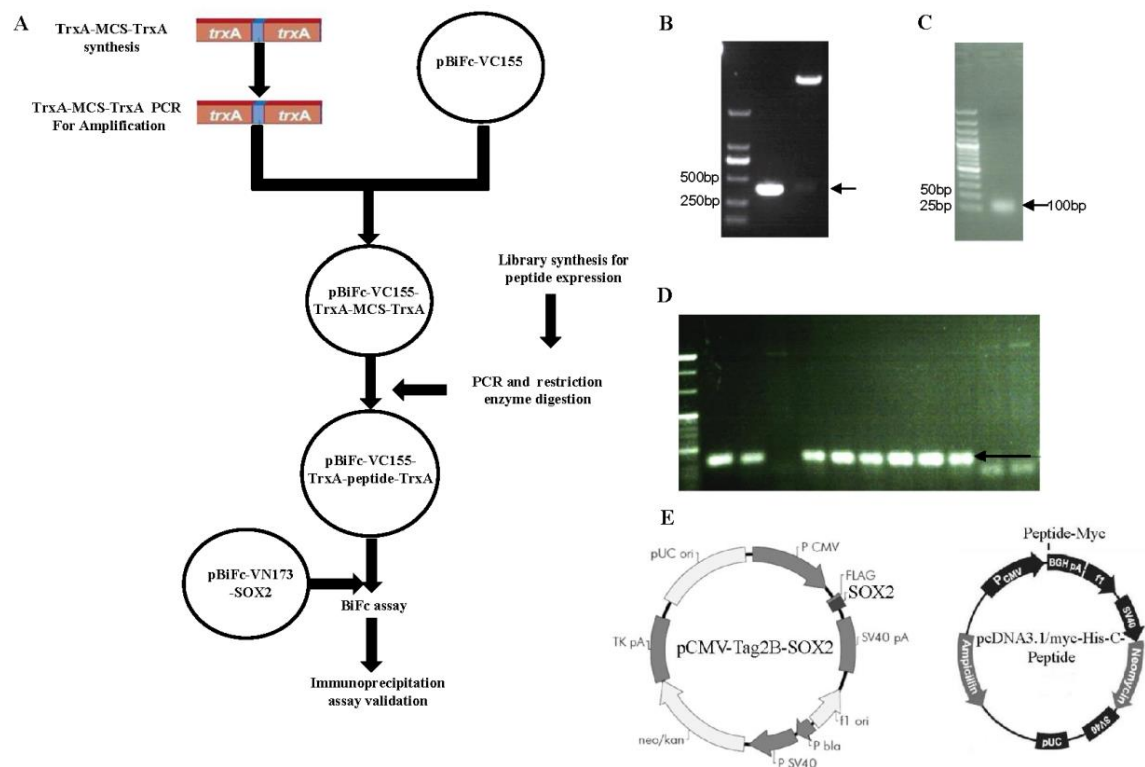 A
TrxA-MCS-TrxA
synthesis
trxA trxA
TrxA-MCS-TrxA PCR
For Amplification
trxA trxA
pBiFc-VC155
pBiFc-VC155-
TrxA-MCS-TrxA
Library synthesis for
peptide expression
PCR and restriction
enzyme digestion
pBiFc-VC155-
TrxA-peptide-TrxA
pBiFc-VN173
-SOX2
BiFc assay
Immunoprecipitation
assay validation
B
500bp
250bp
C
50bp
25bp
100bp
D
E
pUC ori
P CMV
FLAG
SOX2
SV40 pA
f1 ori
P bla
P SV40
neo/kan
TK pA
pCMV-Tag2B-SOX2
Peptide-Myc
PCMV
BGH pA
f1
SV40
Neomycin
SV40
pUC
Ampicillin
pcDNA3.1/myc-His-C-
Peptide